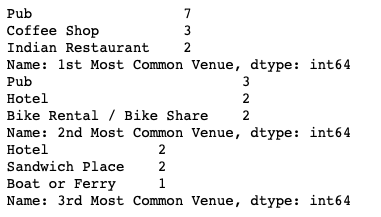 Pub                     7
Coffee Shop             3
Indian Restaurant       2
Name: 1st Most Common Venue, dtype: int64
Pub                            3
Hotel                          2
Bike Rental / Bike Share       2
Name: 2nd Most Common Venue, dtype: int64
Hotel             2
Sandwich Place    2
Boat or Ferry     1
Name: 3rd Most Common Venue, dtype: int64